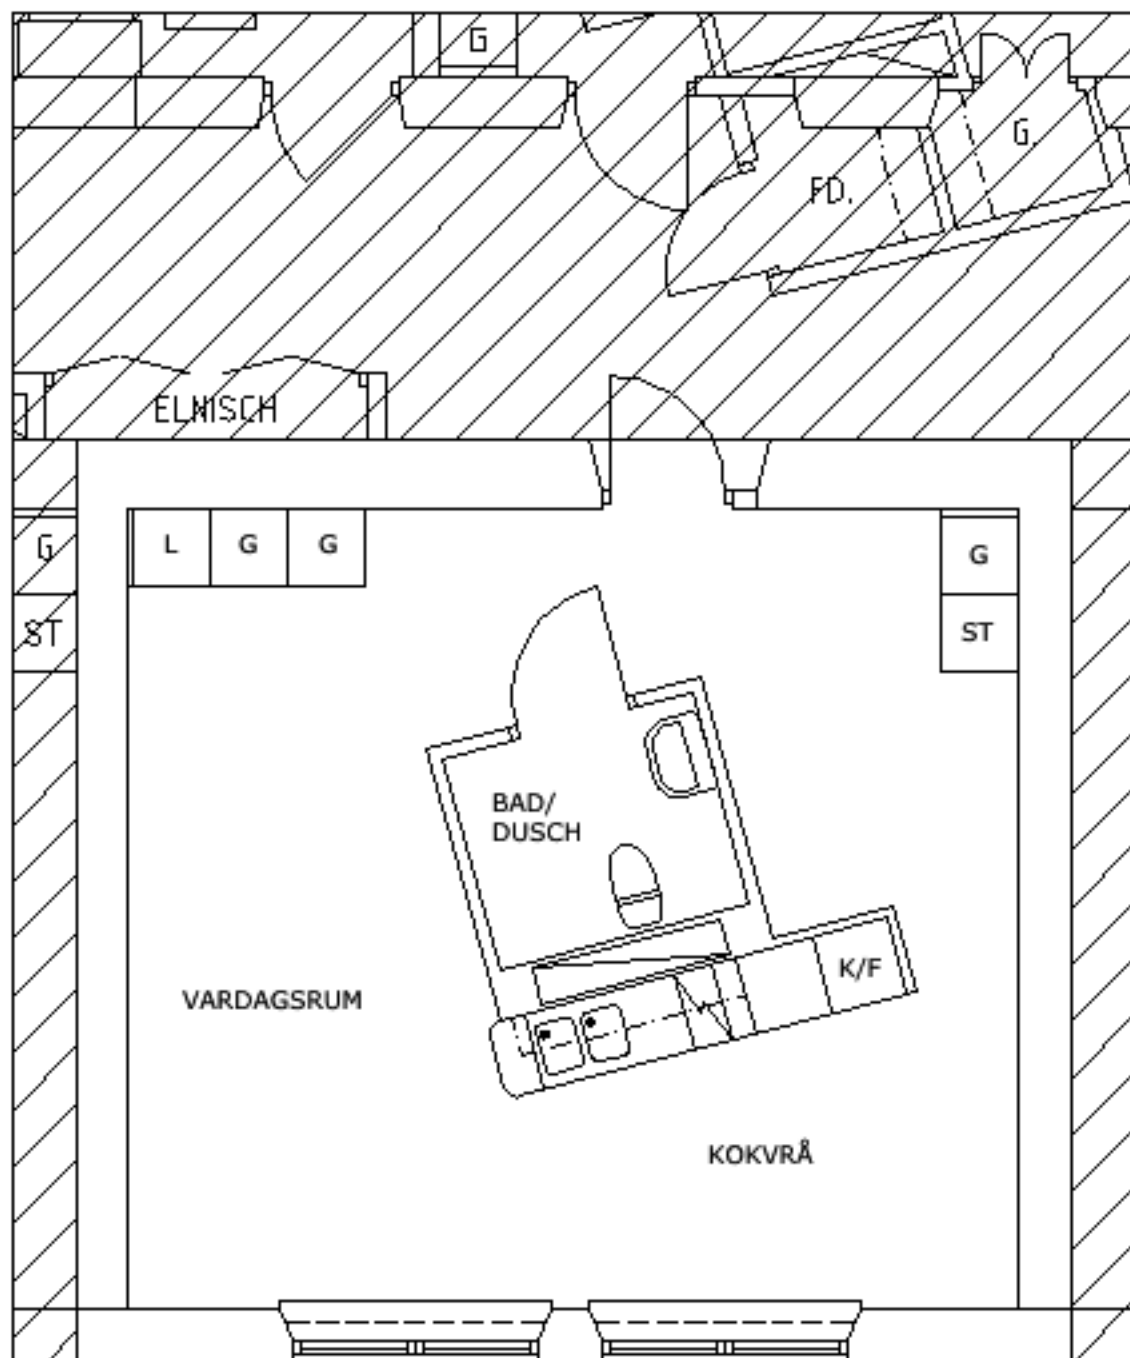 G
G.
FD.
ELNISCH
G
L
G
G
G
ST
ST
BAD/
DUSCH
K/F
VARDAGSRUM
KOKVRÅ